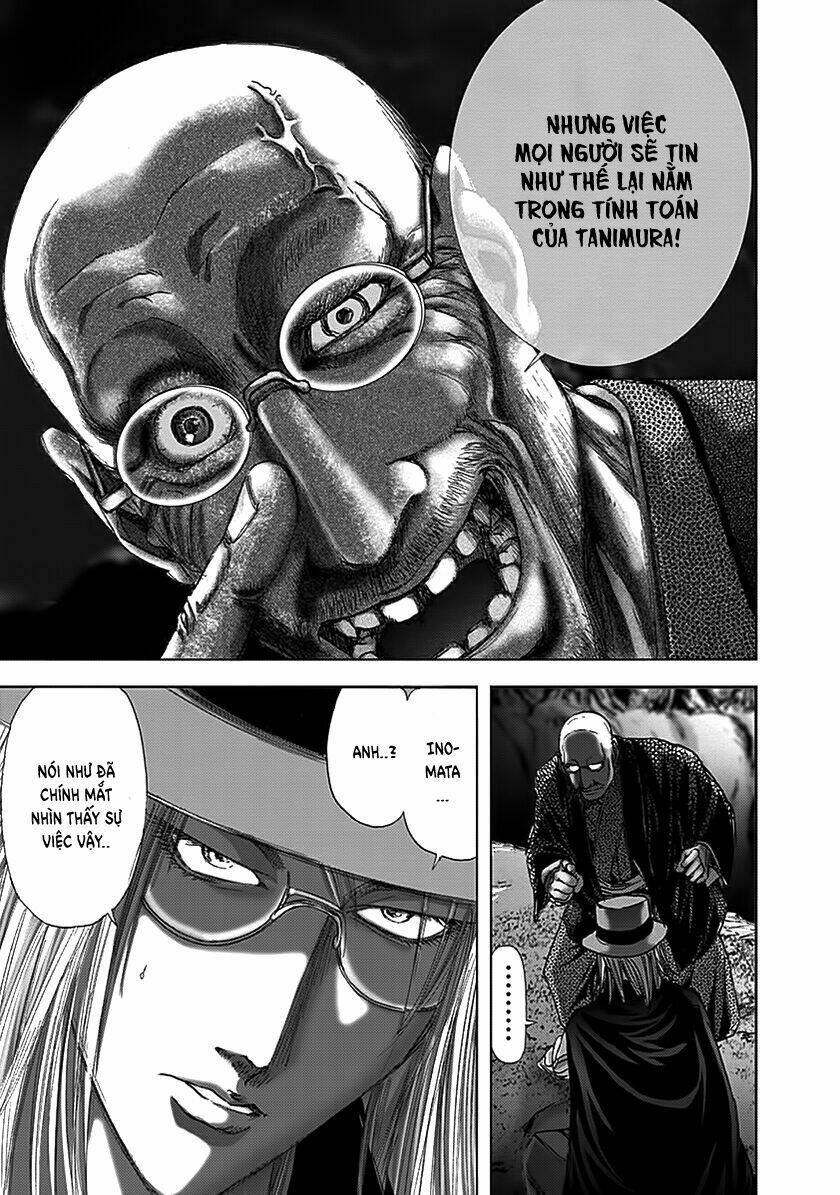 NHƯNG VIỆC
MỌI NGƯỜI SẼ TIN
NHƯ THẾ LẠI NẰM
TRONG TÍNH TOÁN
CỦA TANIMURA!
.......
INO-
MATA
...
ANH..?
NÓI NHƯ ĐÃ
CHÍNH MẮT
NHÌN THẤY SỰ
VIỆC VẬY..